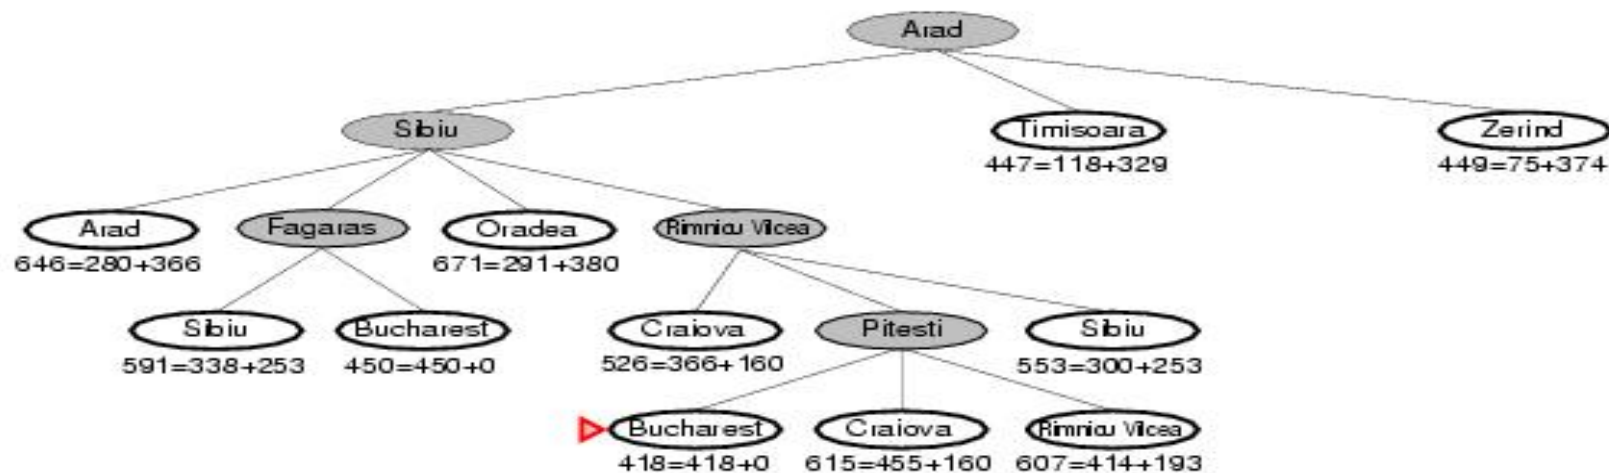 Arad
Sibiu Timisoara Zerind
447=118+329 449=75+374
Arad Fagaras Oradea Rimnicu Vilcea
646=280+366 671=291+380
Sibiu Bucharest Craiova Pitesti Sibiu
591=338+253 450=450+0 526=366+160 553=300+253
Bucharest Craiova Rimnicu Vilcea
418=418+0 615=455+160 607=414+193